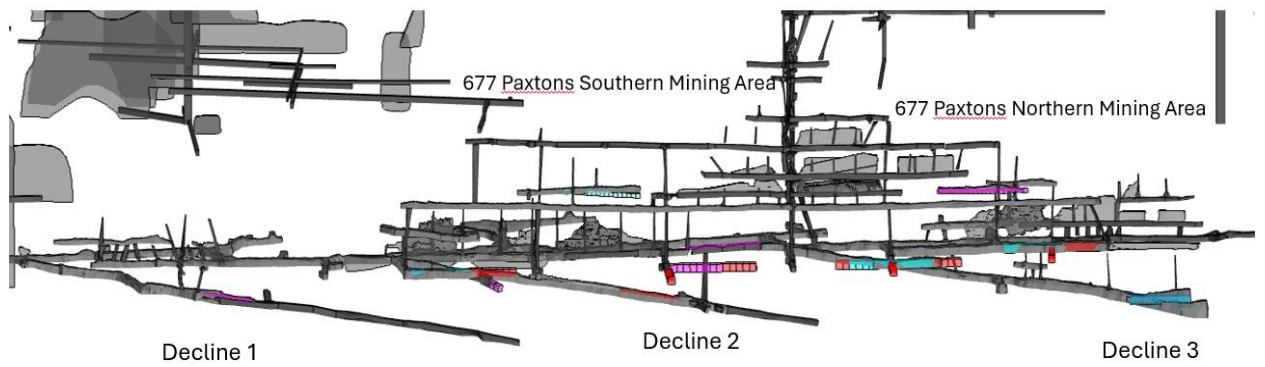 677 Paxtons Southern Mining Area
677 Paxtons Northern Mining Area
Decline 1
Decline 2
Decline 3